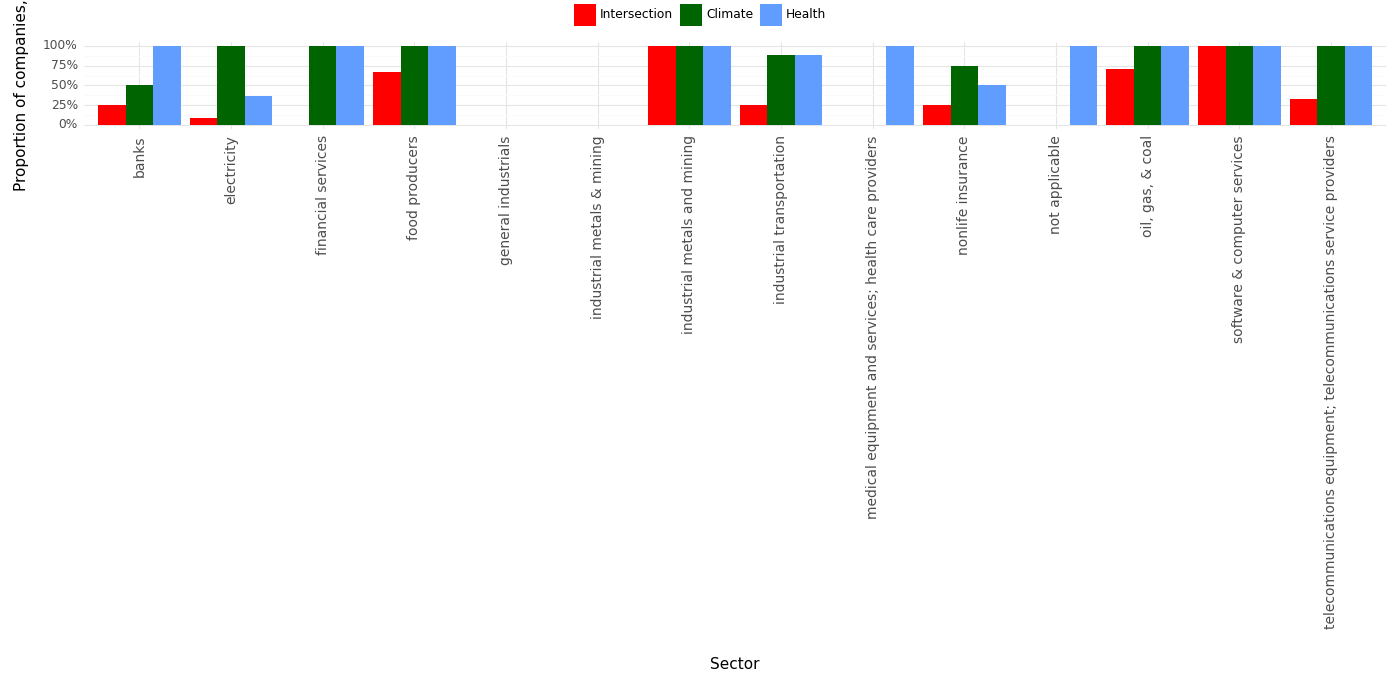 Intersection Climate Health
Proportion of companies,
100%
75%
50%
25%
0%
banks
electricity
financial services
food producers
general industrials
industrial metals & mining
industrial metals and mining
industrial transportation
medical equipment and services; health care providers
nonlife insurance
not applicable
oil, gas, & coal
software & computer services
telecommunications equipment; telecommunications service providers
Sector